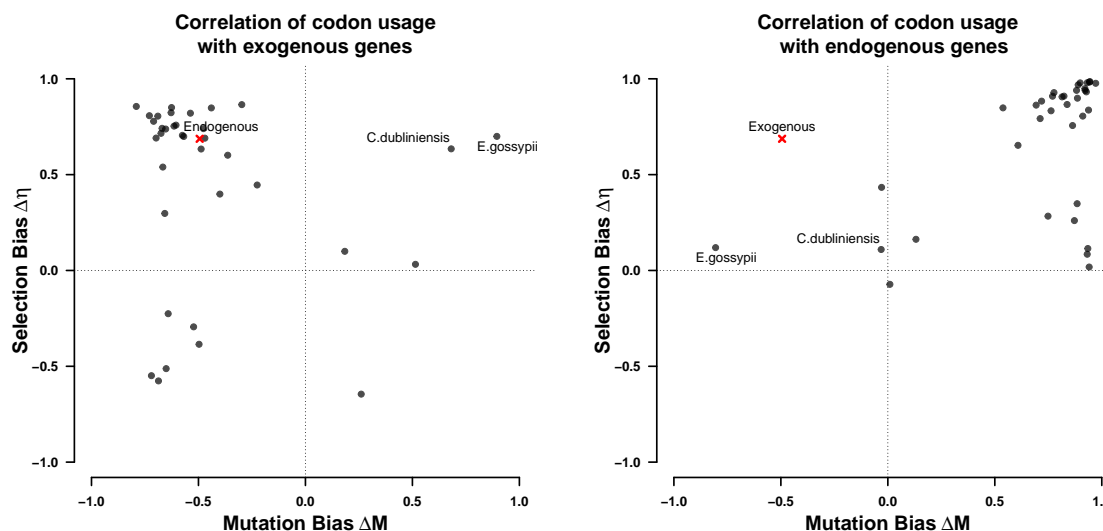 Correlation of codon usage
with exogenous genes
1.0
0.5
0.0
−0.5
−1.0
Selection Bias Δη
Endogenous
C.dubliniensis
E.gossypii
−1.0
−0.5
0.0
0.5
1.0
Mutation Bias ΔM
Correlation of codon usage
with endogenous genes
1.0
0.5
0.0
−0.5
−1.0
Selection Bias Δη
Exogenous
C.dubliniensis
E.gossypii
−1.0
−0.5
0.0
0.5
1.
Mutation Bias ΔM